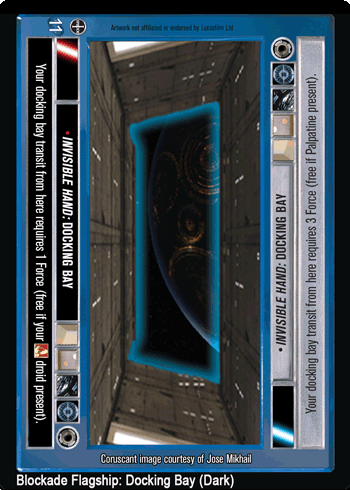 11
Artwork not affiliated or endorsed by Lucasfilm Ltd
• INVISIBLE HAND: DOCKING BAY
Your docking bay transit from here requires 1 Force (free if your droid present).
• INVISIBLE HAND: DOCKING BAY
Your docking bay transit from here requires 3 Force (free if Palpatine present).
Coruscant image courtesy of Jose Mikhail
Blockade Flagship: Docking Bay (Dark)